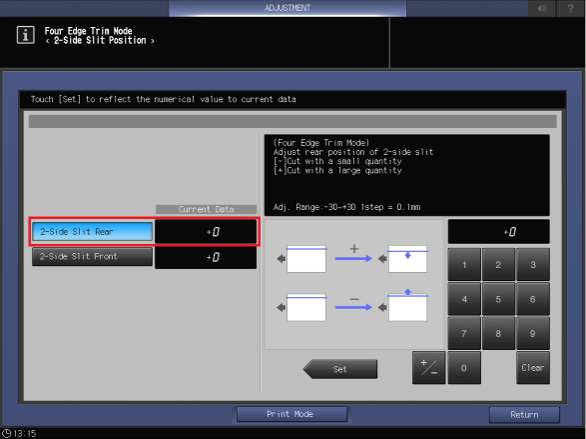 ADJUSTMENT
?
i
Four Edge Trim Mode
< 2-Side Slit Position >
Touch [Set] to reflect the numerical value to current data
(Four Edge Trim Mode)
Adjust rear position of 2-side slit
[-]Cut with a small quantity
[+]Cut with a large quantity
Adj. Range -30~+30 1step = 0.1mm
Current Data
2-Side Slit Rear
+0
2-Side Slit Front
+0
+0
+
-
1 2 3
4 5 6
7 8 9
+/- 0 Clear
Set
Print Mode
Return
13:15